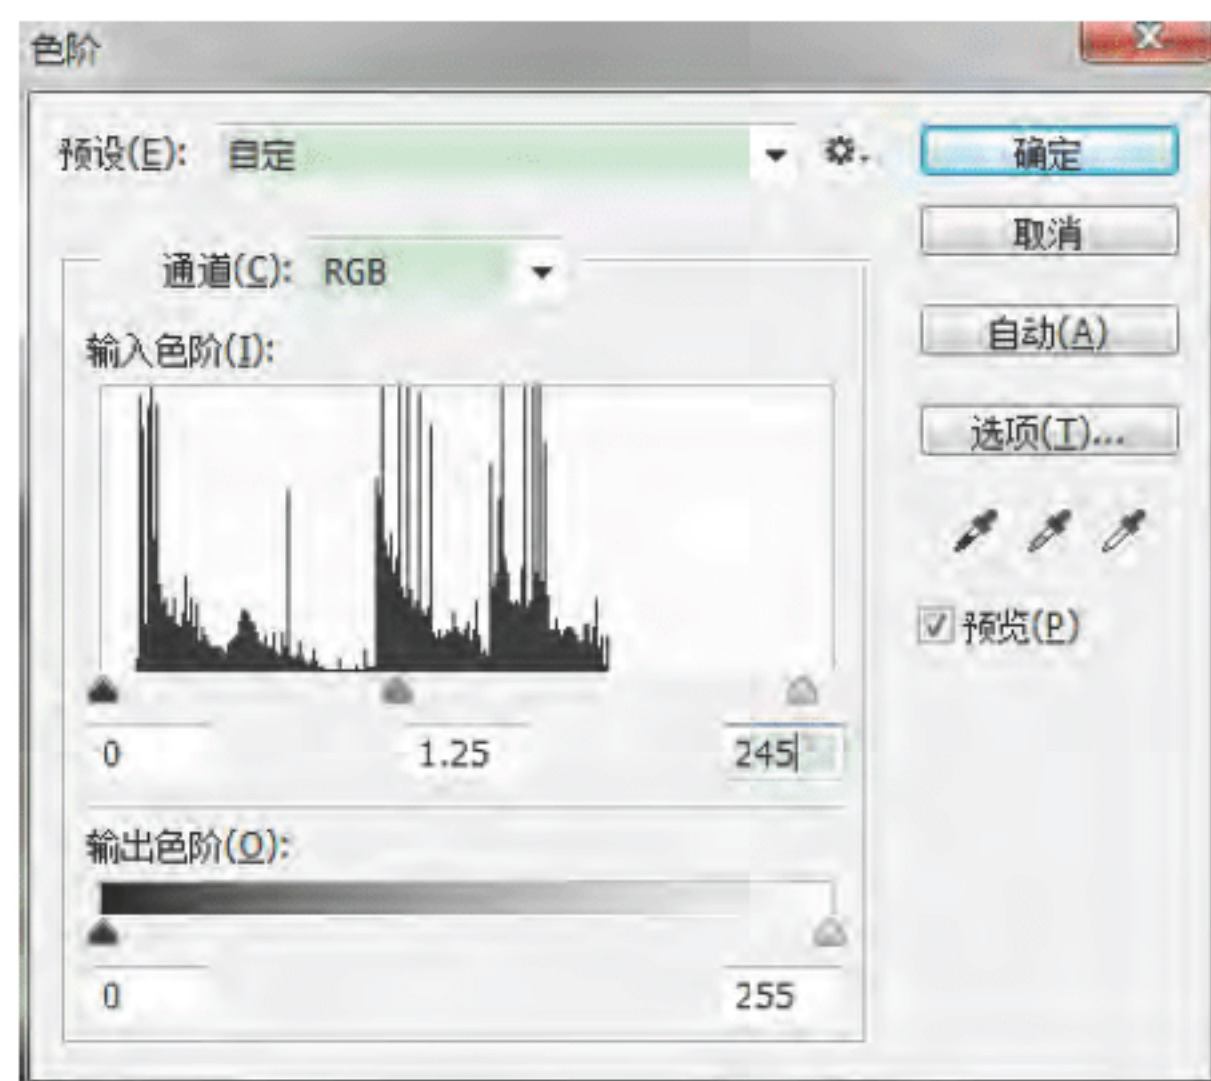 色阶
预设(E): 自定
确定
取消
通道(C): RGB
自动(A)
输入色阶(I):
选项(T)...
预览(P)
0 1.25 245
输出色阶(O):
0 255